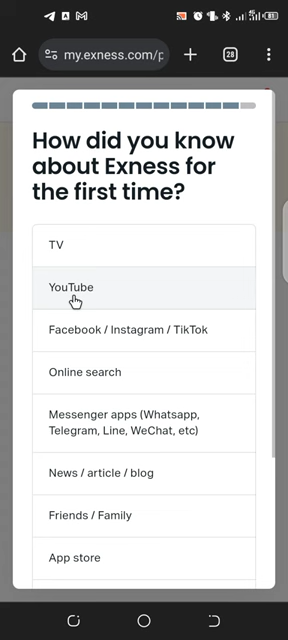 my.exness.com/p
28
How did you know
about Exness for
the first time?
TV
YouTube
Facebook / Instagram / TikTok
Online search
Messenger apps (Whatsapp,
Telegram, Line, WeChat, etc)
News / article / blog
Friends / Family
App store